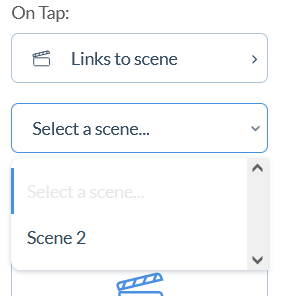 On Tap:
Links to scene
Select a scene...
Select a scene...
Scene 2